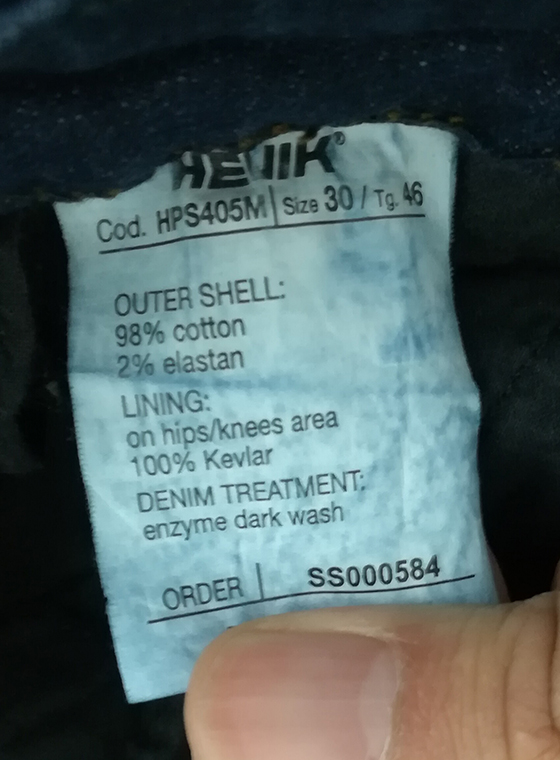 HEVIK®
Cod. HPS405M | Size 30 / Tg. 46
OUTER SHELL:
98% cotton
2% elastan
LINING:
on hips/knees area
100% Kevlar
DENIM TREATMENT:
enzyme dark wash
ORDER | SS000584